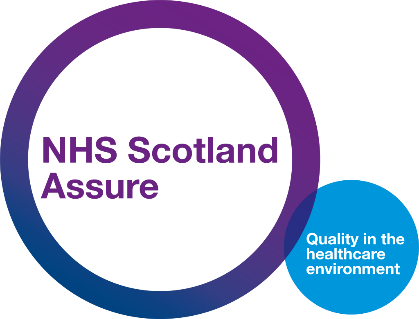 NHS Scotland
Assure
Quality in the
healthcare
environment